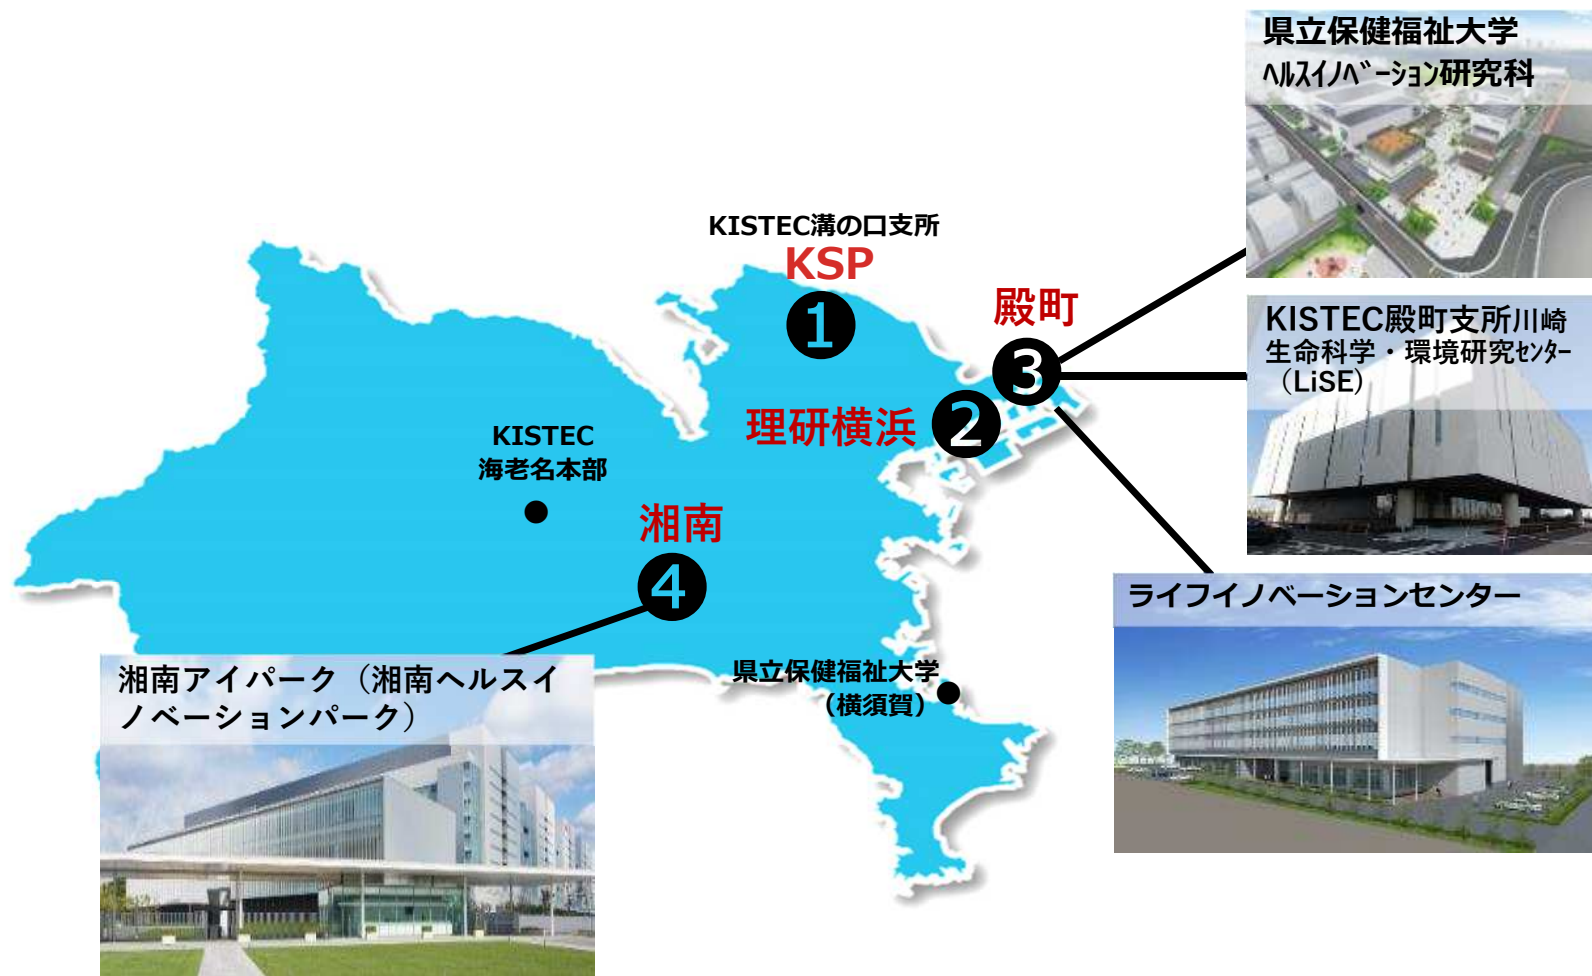 県立保健福祉大学
ﾍﾙｽｲﾉﾍﾞｰｼｮﾝ研究科
KISTEC溝の口支所
KSP
❶
殿町
❸
KISTEC殿町支所川崎
生命科学・環境研究ｾﾝﾀｰ
（LiSE）
理研横浜
❷
KISTEC
海老名本部
湘南
❹
ライフイノベーションセンター
県立保健福祉大学
（横須賀）
湘南アイパーク（湘南ヘルスイ
ノベーションパーク）